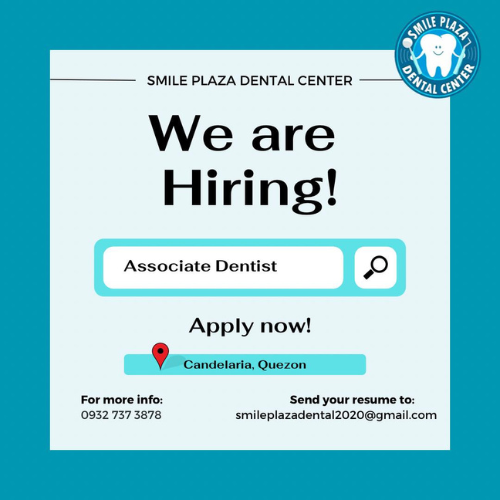 SMILE PLAZA
DENTAL CENTER
SMILE PLAZA DENTAL CENTER
We are
Hiring!
Associate Dentist
Apply now!
Candelaria, Quezon
For more info:
0932 737 3878
Send your resume to:
smileplazadental2020@gmail.com